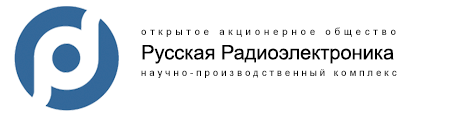 открытое акционерное общество
Русская Радиоэлектроника
научно-производственный комплекс